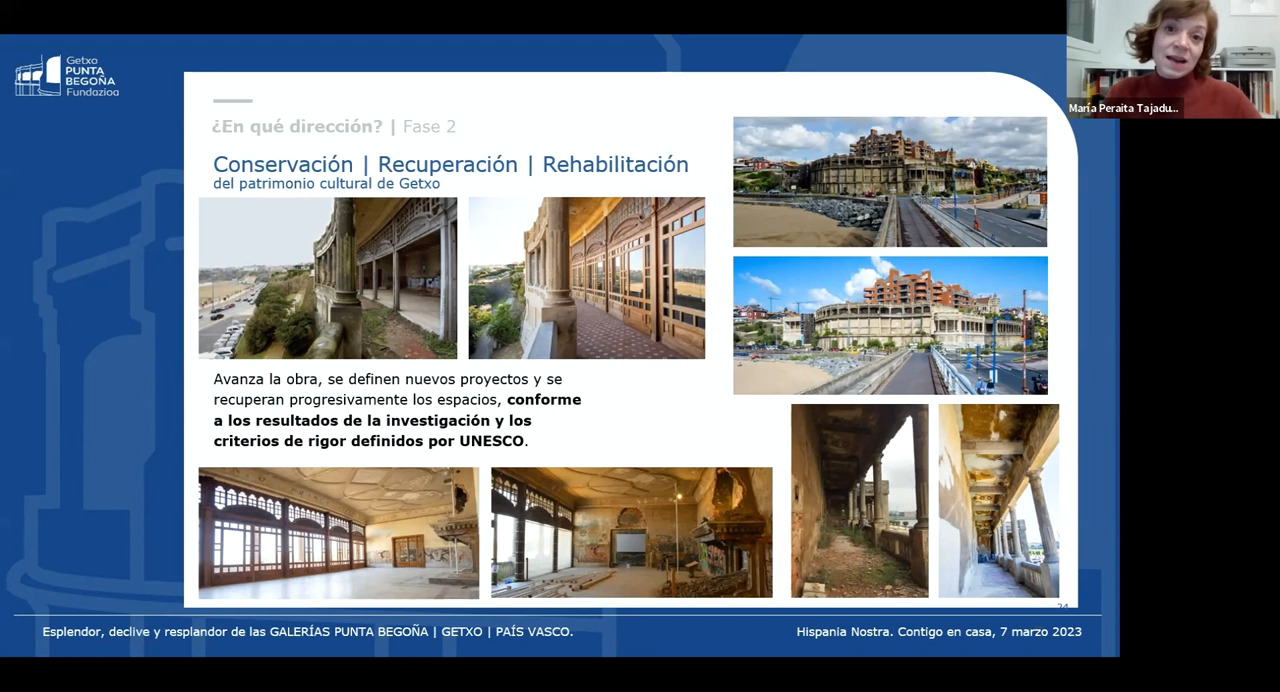 Getxo
PUNTA
BEGOÑA
Fundazioa
María Peraita Tajadu...
¿En qué dirección? | Fase 2
Conservación | Recuperación | Rehabilitación
del patrimonio cultural de Getxo
Avanza la obra, se definen nuevos proyectos y se
recuperan progresivamente los espacios, conforme
a los resultados de la investigación y los
criterios de rigor definidos por UNESCO.
24
Esplendor, declive y resplandor de las GALERÍAS PUNTA BEGOÑA | GETXO | PAÍS VASCO.
Hispania Nostra. Contigo en casa, 7 marzo 2023